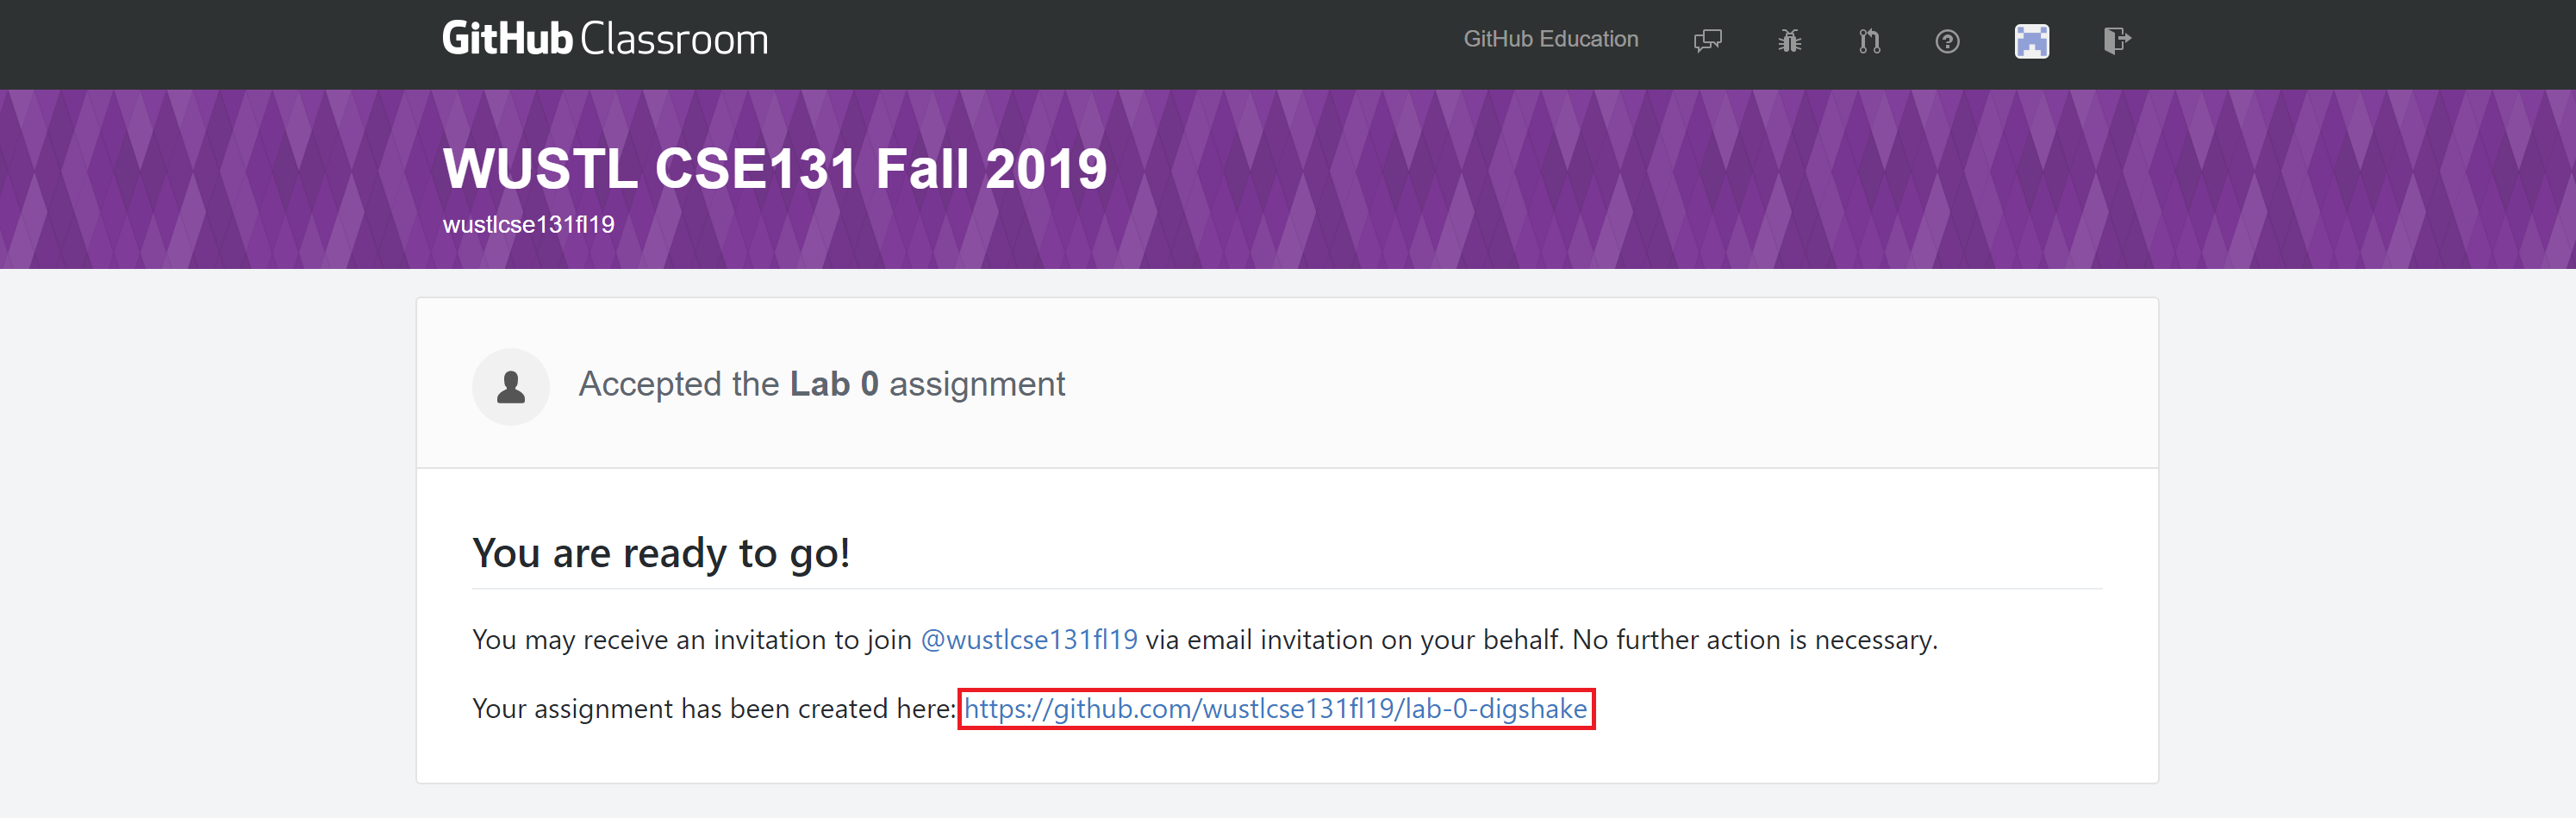 GitHub Classroom
GitHub Education
WUSTL CSE131 Fall 2019
wustlcse131fl19
Accepted the Lab 0 assignment
You are ready to go!
You may receive an invitation to join @wustlcse131fl19 via email invitation on your behalf. No further action is necessary.
Your assignment has been created here: https://github.com/wustlcse131fl19/lab-0-digshake